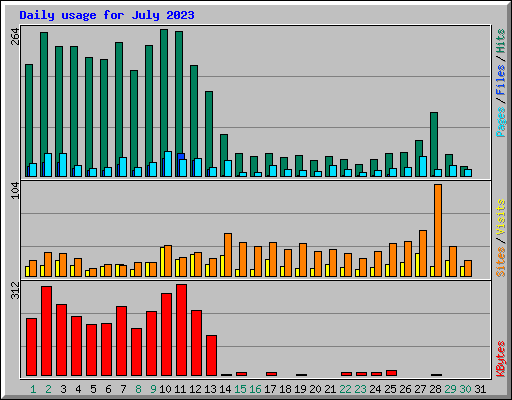 Daily usage for July 2023
264
Pages / Files / Hits
104
Sites / Visits
312
KBytes
1 2 3 4 5 6 7 8 9 10 11 12 13 14 15 16 17 18 19 20 21 22 23 24 25 26 27 28 29 30 31